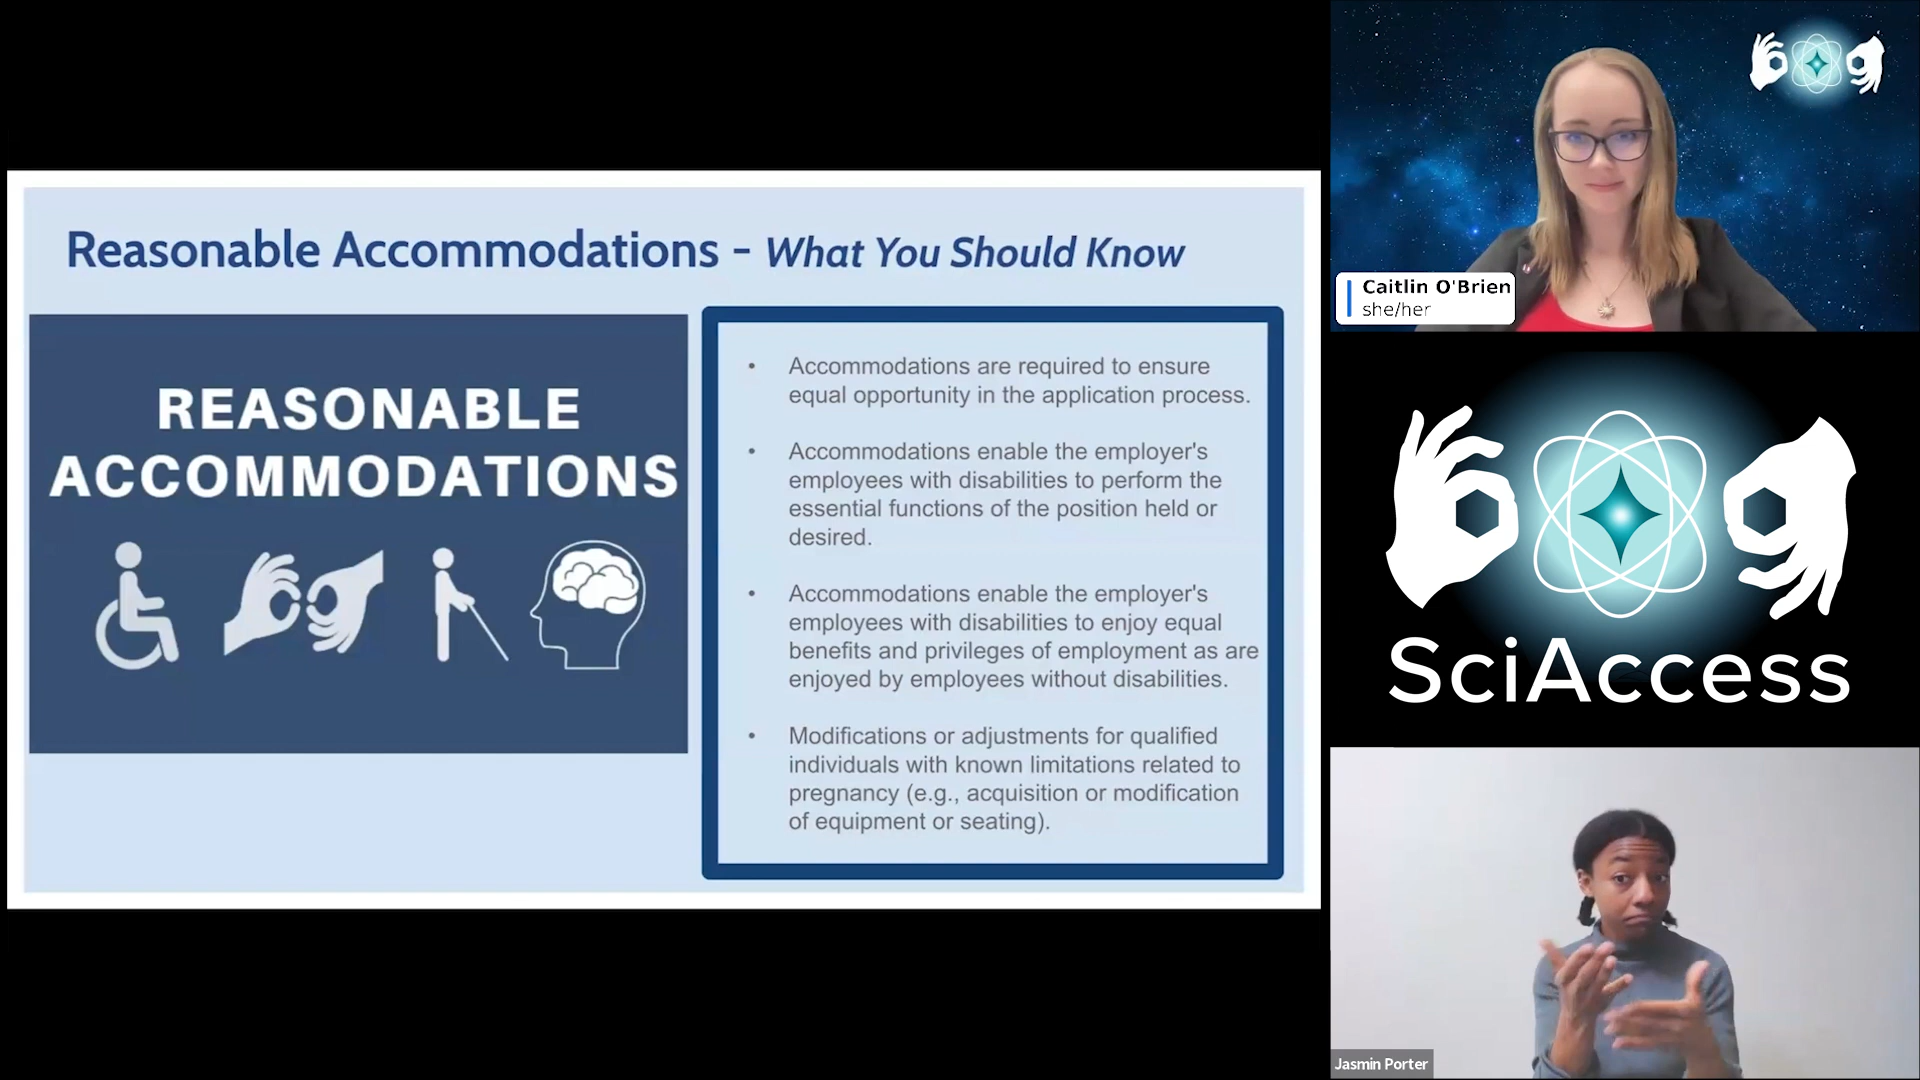 Reasonable Accommodations - What You Should Know
REASONABLE
ACCOMMODATIONS
• Accommodations are required to ensure
equal opportunity in the application process.
• Accommodations enable the employer's
employees with disabilities to perform the
essential functions of the position held or
desired.
• Accommodations enable the employer's
employees with disabilities to enjoy equal
benefits and privileges of employment as are
enjoyed by employees without disabilities.
• Modifications or adjustments for qualified
individuals with known limitations related to
pregnancy (e.g., acquisition or modification
of equipment or seating).
Caitlin O'Brien
she/her
SciAccess
Jasmin Porter